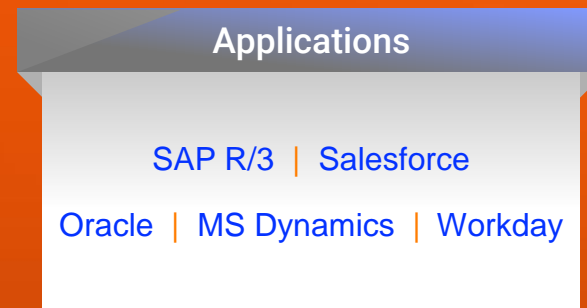 Applications
SAP R/3 | Salesforce
Oracle | MS Dynamics | Workday